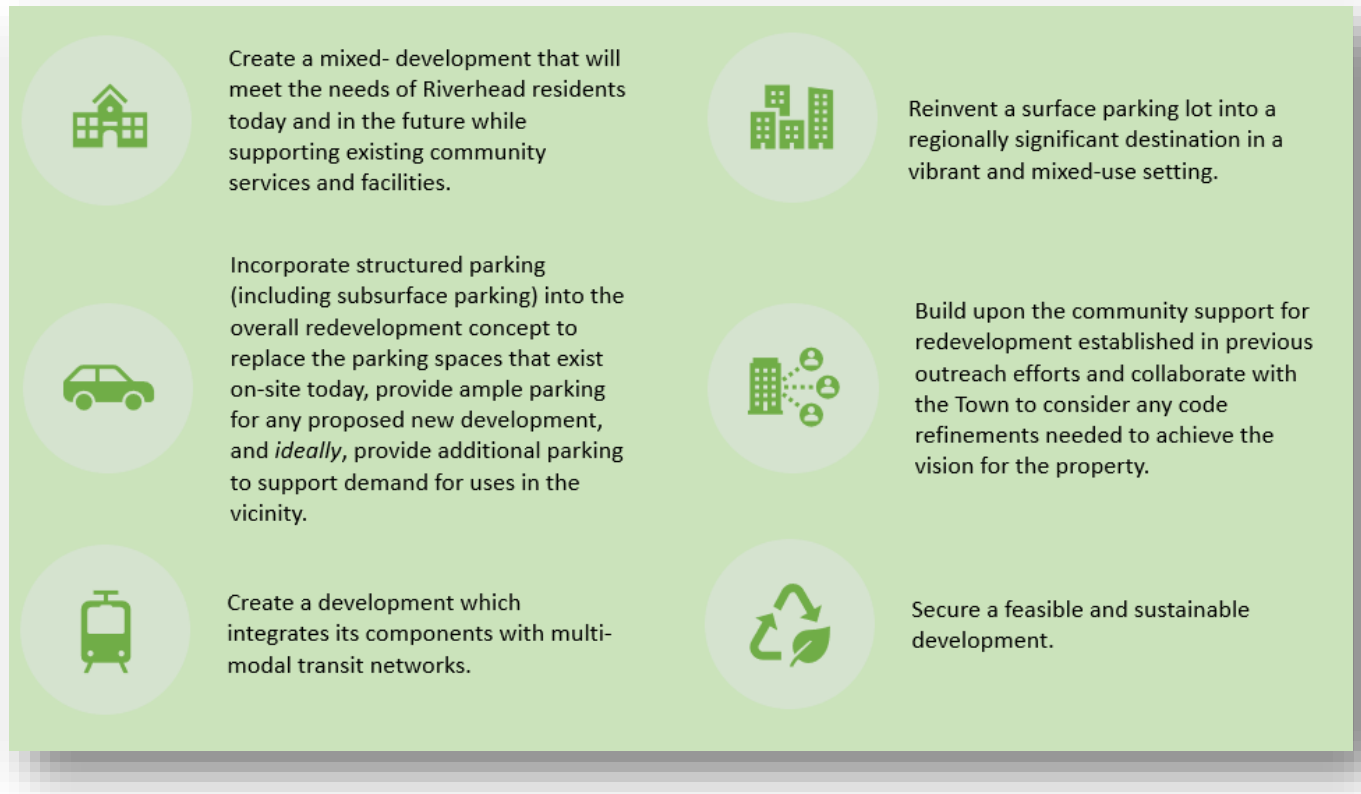 Create a mixed- development that will
meet the needs of Riverhead residents
today and in the future while
supporting existing community
services and facilities.
Reinvent a surface parking lot into a
regionally significant destination in a
vibrant and mixed-use setting.
Incorporate structured parking
(including subsurface parking) into the
overall redevelopment concept to
replace the parking spaces that exist
on-site today, provide ample parking
for any proposed new development,
and ideally, provide additional parking
to support demand for uses in the
vicinity.
Build upon the community support for
redevelopment established in previous
outreach efforts and collaborate with
the Town to consider any code
refinements needed to achieve the
vision for the property.
Create a development which
integrates its components with multi-
modal transit networks.
Secure a feasible and sustainable
development.